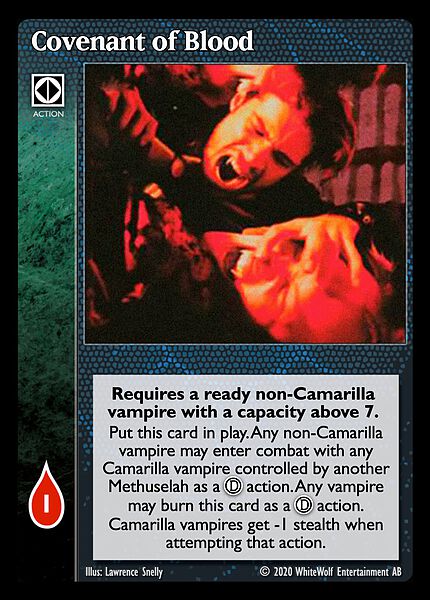 Covenant of Blood
ACTION
Requires a ready non-Camarilla
vampire with a capacity above 7.
Put this card in play. Any non-Camarilla
vampire may enter combat with any
Camarilla vampire controlled by another
Methuselah as a Ⓓ action. Any vampire
may burn this card as a Ⓓ action.
Camarilla vampires get -1 stealth when
attempting that action.
1
Illus: Lawrence Snelly © 2020 WhiteWolf Entertainment AB